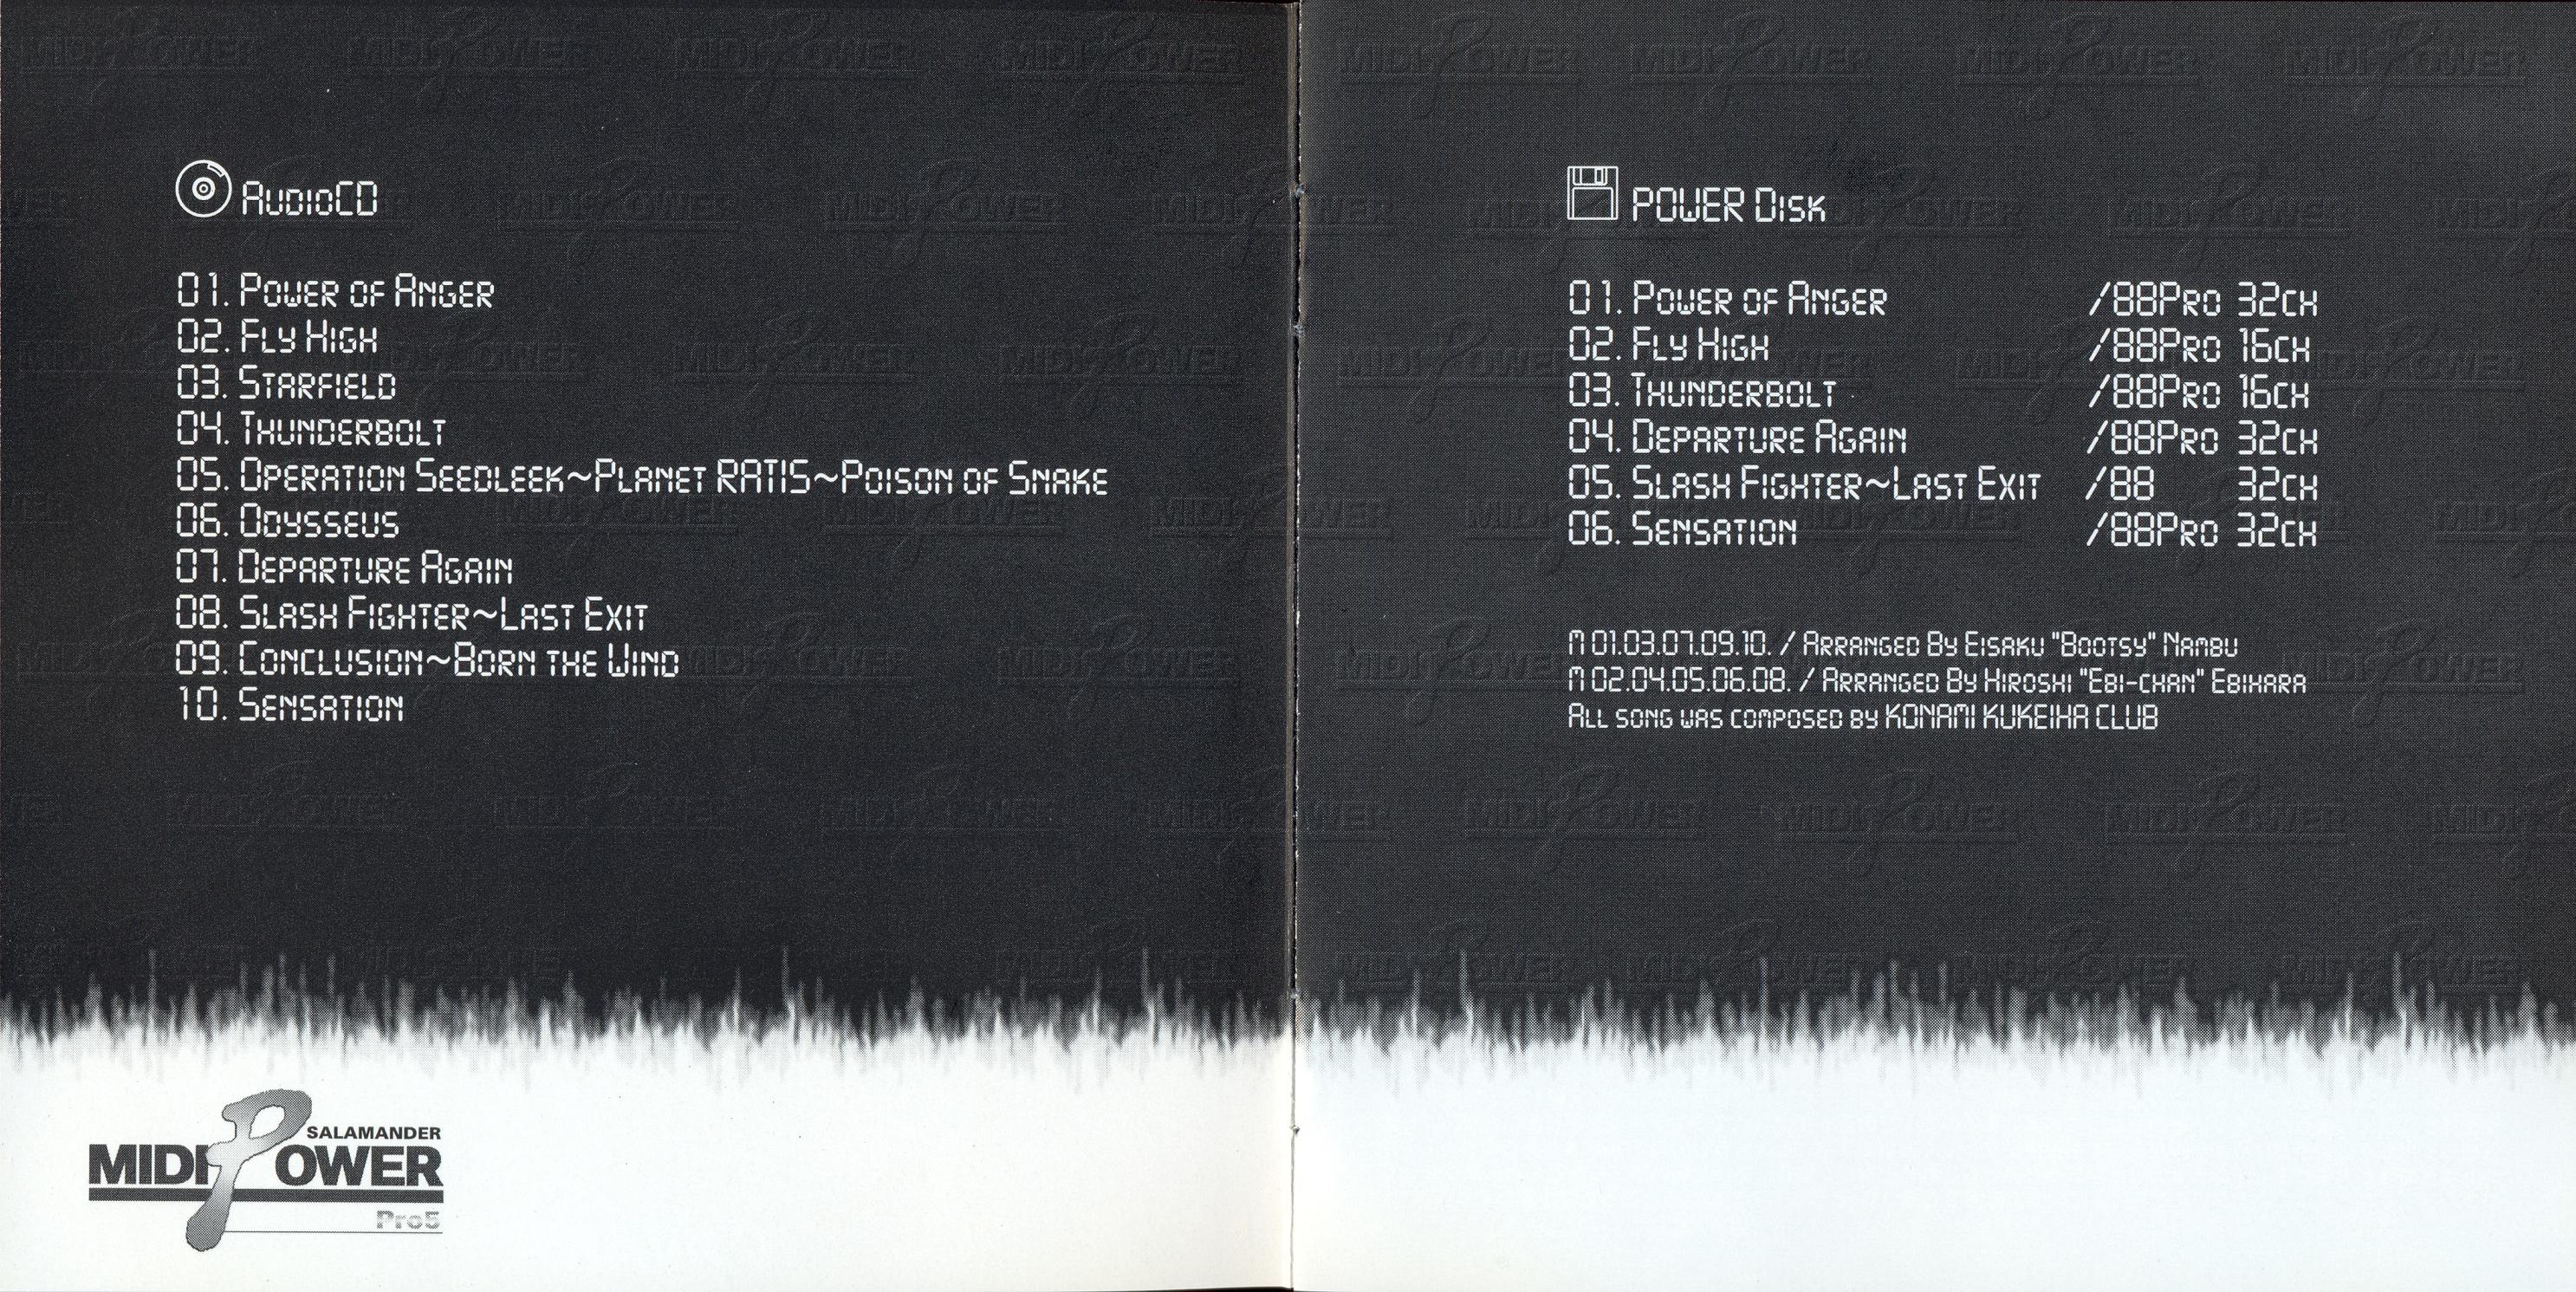 AudioCD
01. Power of Anger
02. Fly High
03. Starfield
04. Thunderbolt
05. Operation Seedleek~Planet RATIS~Poison of Snake
06. Odysseus
07. Departure Again
08. Slash Fighter~Last Exit
09. Conclusion~Born the Wind
10. Sensation
SALAMANDER
MIDI POWER
Pro5
POWER Disk
01. Power of Anger /88Pro 32ch
02. Fly High /88Pro 16ch
03. Thunderbolt /88Pro 16ch
04. Departure Again /88Pro 32ch
05. Slash Fighter~Last Exit /88 32ch
06. Sensation /88Pro 32ch
M 01.03.07.09.10. / Arranged By Eisaku "Bootsy" Nambu
M 02.04.05.06.08. / Arranged By Hiroshi "Ebi-chan" Ebihara
All song was composed by KONAMI KUKEIHA CLUB